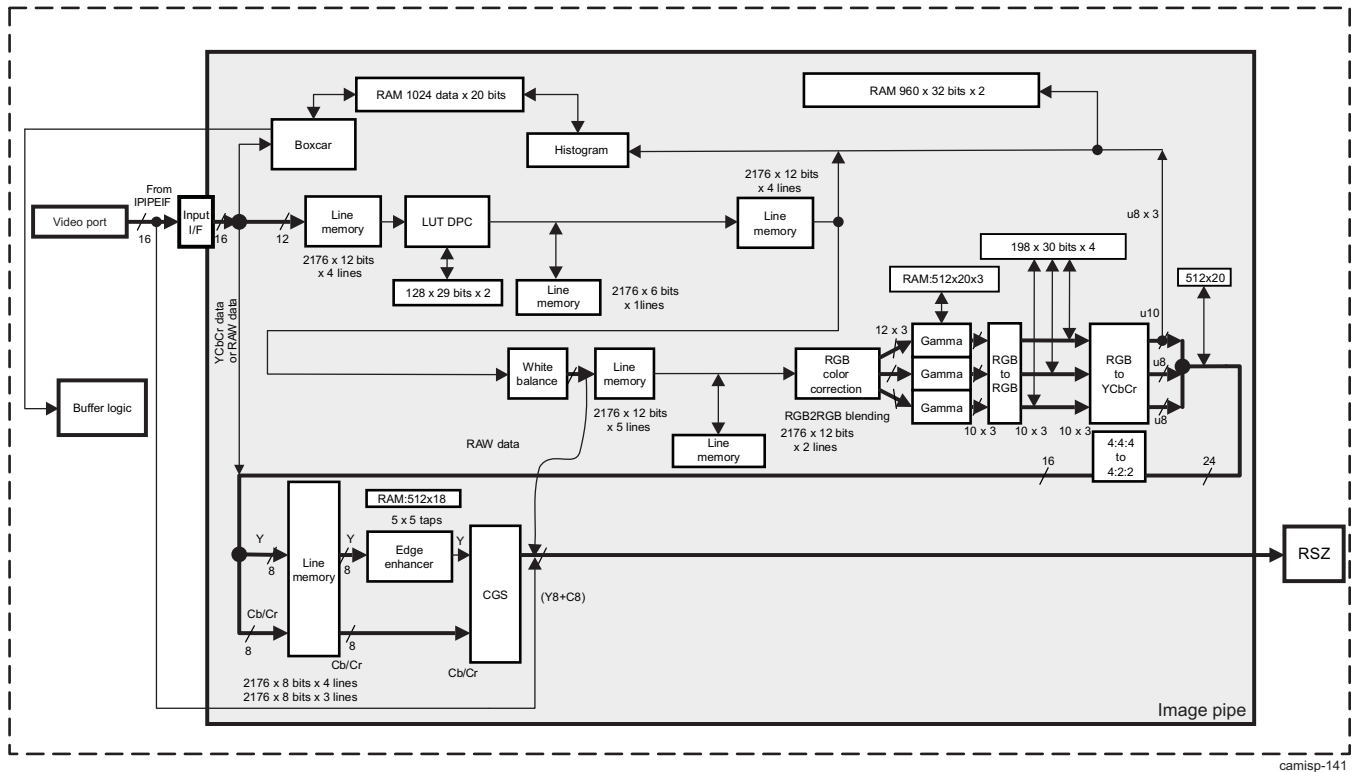 RAM 1024 data x 20 bits
RAM 960 x 32 bits x 2
Boxcar
Histogram
From
IPIPEIF
Video port
16
Input
I/F
16
12
Line
memory
2176 x 12 bits
x 4 lines
LUT DPC
128 x 29 bits x 2
Line
memory
2176 x 6 bits
x 1lines
2176 x 12 bits
x 4 lines
Line
memory
u8 x 3
198 x 30 bits x 4
RAM:512x20x3
512x20
YCbCr data
or RAW data
Buffer logic
White
balance
Line
memory
2176 x 12 bits
x 5 lines
RAW data
Line
memory
RGB
color
correction
12 x 3
Gamma
Gamma
Gamma
RGB
to
RGB
RGB
to
YCbCr
u10
u8
u8
RGB2RGB blending
2176 x 12 bits
x 2 lines
10 x 3
10 x 3
10 x 3
4:4:4
to
4:2:2
16
24
RAM:512x18
5 x 5 taps
Y
8
Line
memory
Y
8
Edge
enhancer
Y
CGS
(Y8+C8)
RSZ
Cb/Cr
8
8
Cb/Cr
Cb/Cr
2176 x 8 bits x 4 lines
2176 x 8 bits x 3 lines
Image pipe
camisp-141